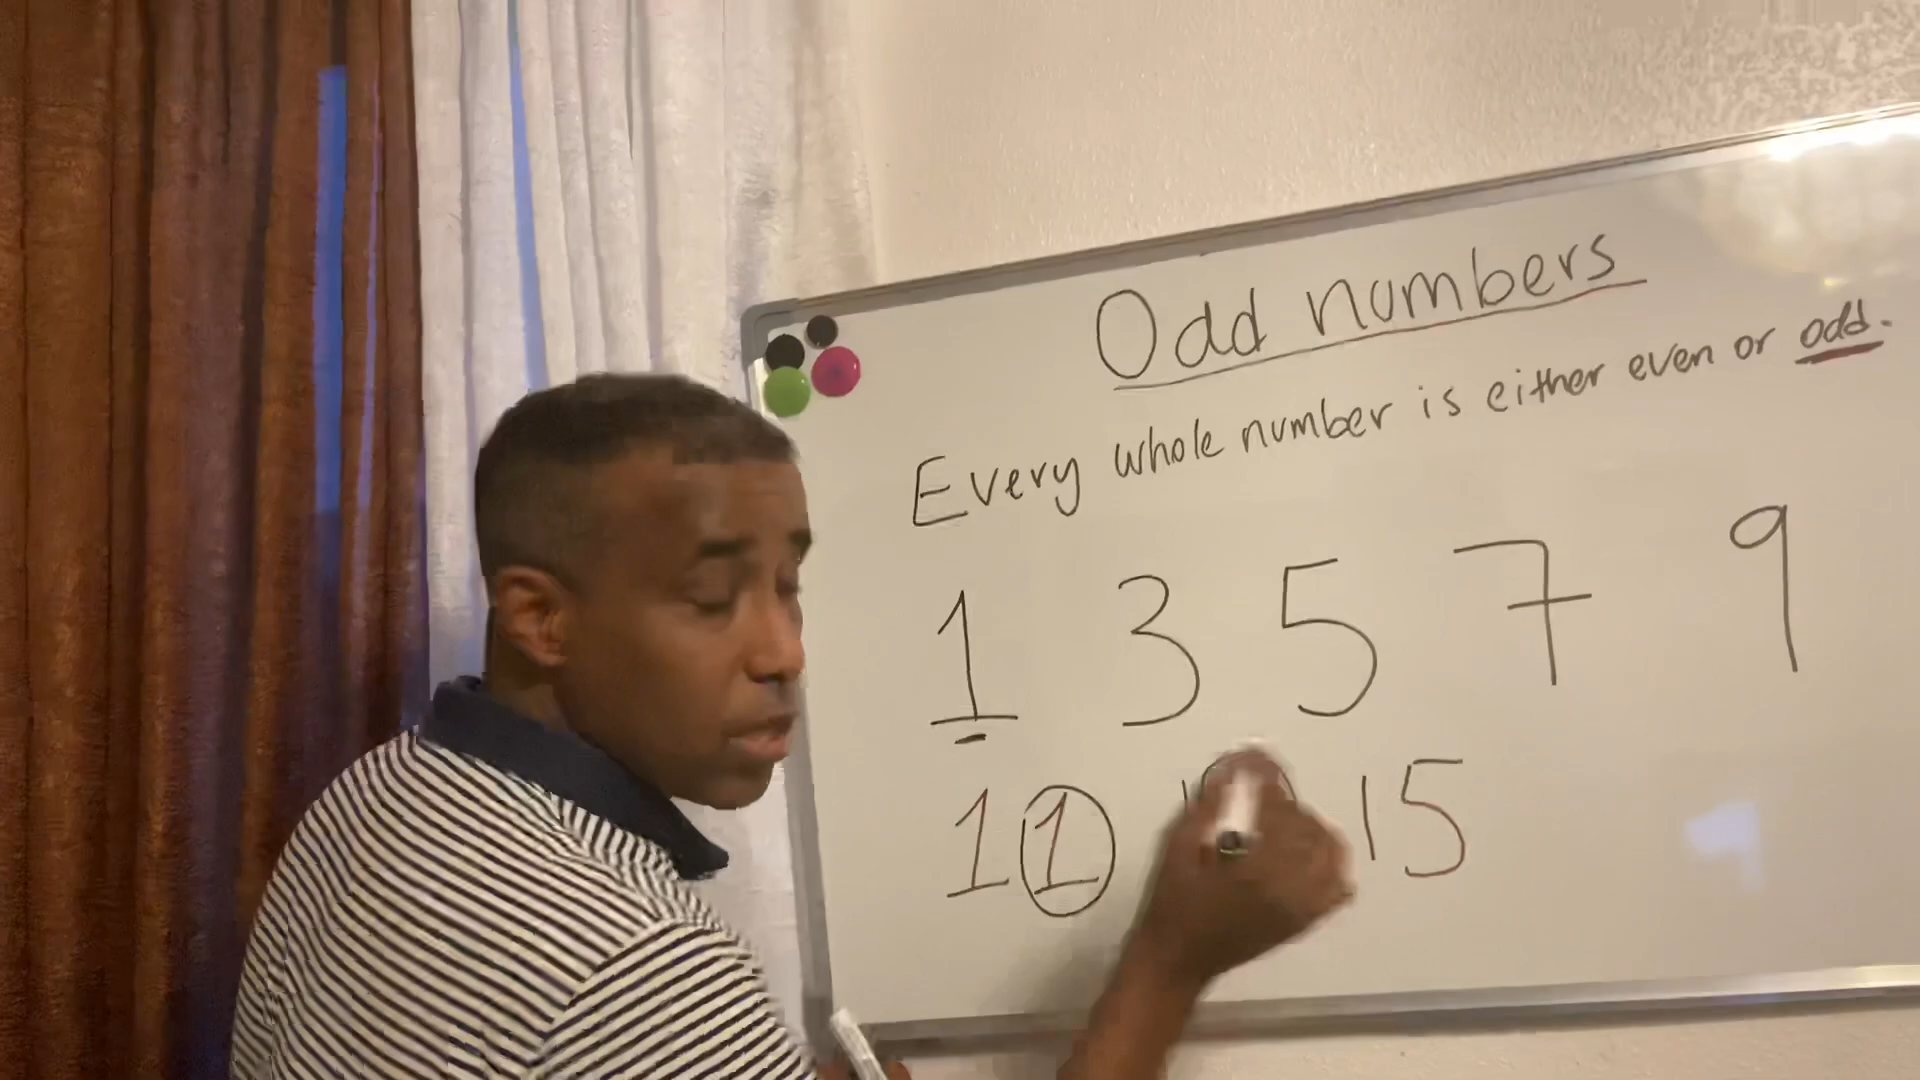 Odd numbers
Every whole number is either even or odd.
1 3 5 7 9
11 15